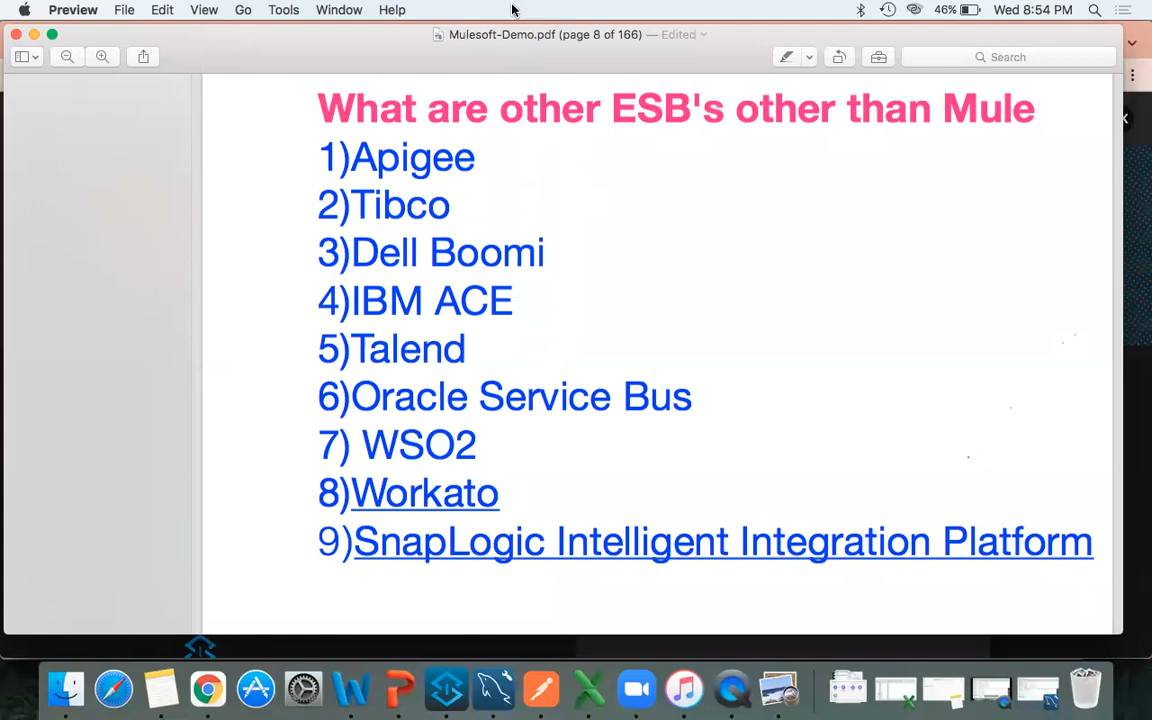 Preview File Edit View Go Tools Window Help 46% Wed 8:54 PM
Mulesoft-Demo.pdf (page 8 of 166) — Edited
Search
What are other ESB's other than Mule
1)Apigee
2)Tibco
3)Dell Boomi
4)IBM ACE
5)Talend
6)Oracle Service Bus
7) WSO2
8)Workato
9)SnapLogic Intelligent Integration Platform